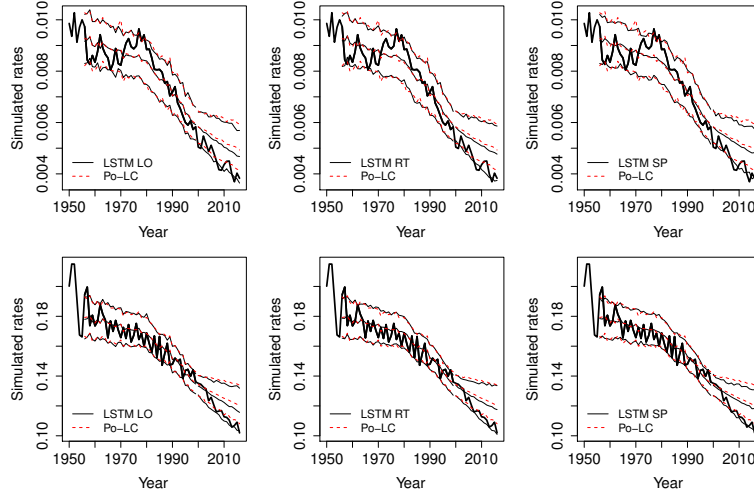 Simulated rates
0.004 0.006 0.008 0.010
LSTM LO
Po-LC
1950 1970 1990 2010
Year
Simulated rates
0.004 0.006 0.008 0.010
LSTM RT
Po-LC
1950 1970 1990 2010
Year
Simulated rates
0.004 0.006 0.008 0.010
LSTM SP
Po-LC
1950 1970 1990 2010
Year
Simulated rates
0.10 0.14 0.18
LSTM LO
Po-LC
1950 1970 1990 2010
Year
Simulated rates
0.10 0.14 0.18
LSTM RT
Po-LC
1950 1970 1990 2010
Year
Simulated rates
0.10 0.14 0.18
LSTM SP
Po-LC
1950 1970 1990 2010
Year